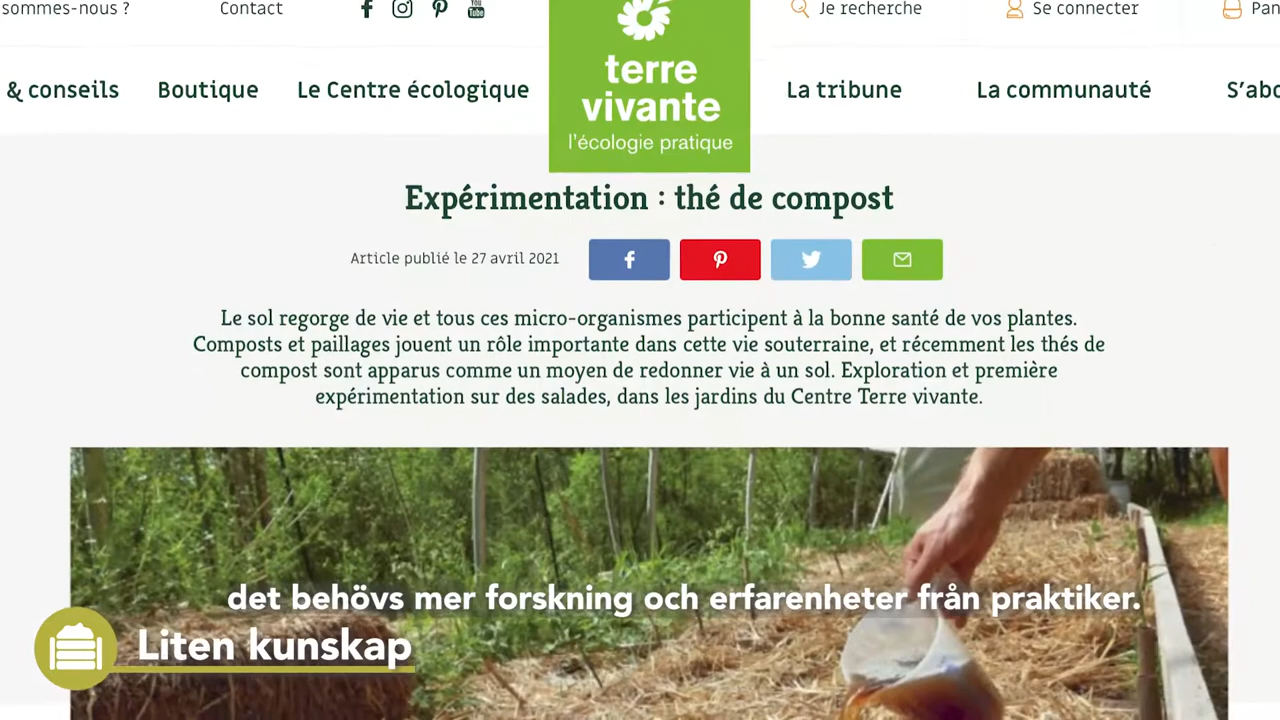 sommes-nous ?
Contact
You
Tube
Je recherche
Se connecter
Pan
& conseils
Boutique
Le Centre écologique
terre
vivante
l'écologie pratique
La tribune
La communauté
S'abo
Expérimentation : thé de compost
Article publié le 27 avril 2021
Le sol regorge de vie et tous ces micro-organismes participent à la bonne santé de vos plantes.
Composts et paillages jouent un rôle importante dans cette vie souterraine, et récemment les thés de
compost sont apparus comme un moyen de redonner vie à un sol. Exploration et première
expérimentation sur des salades, dans les jardins du Centre Terre vivante.
det behövs mer forskning och erfarenheter från praktiker.
Liten kunskap